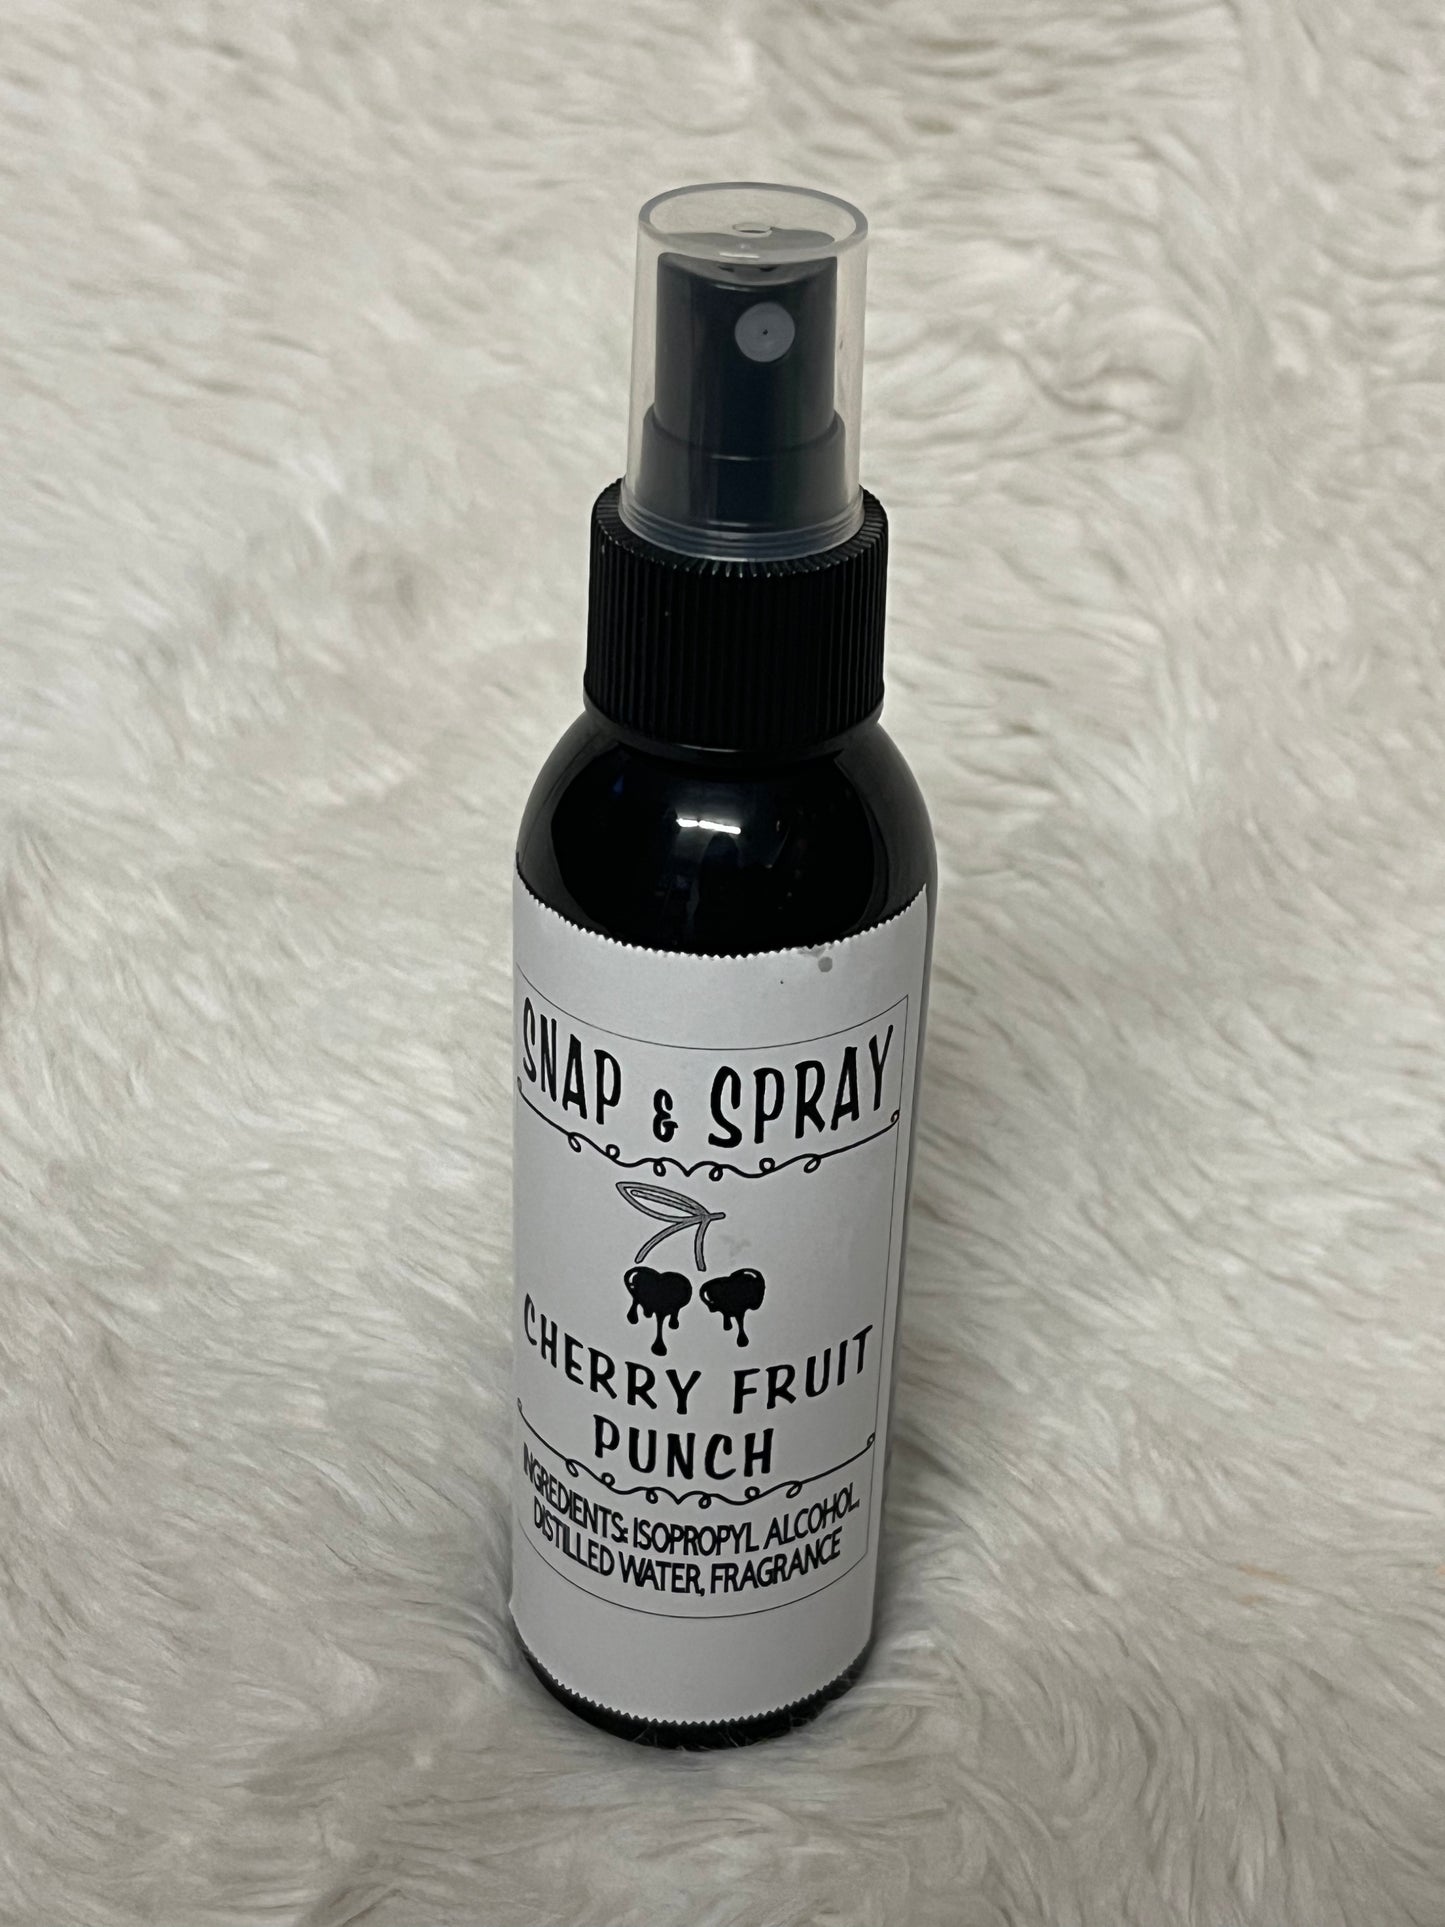 SNAP & SPRAY
CHERRY FRUIT
PUNCH
INGREDIENTS: ISOPROPYL ALCOHOL,
DISTILLED WATER, FRAGRANCE